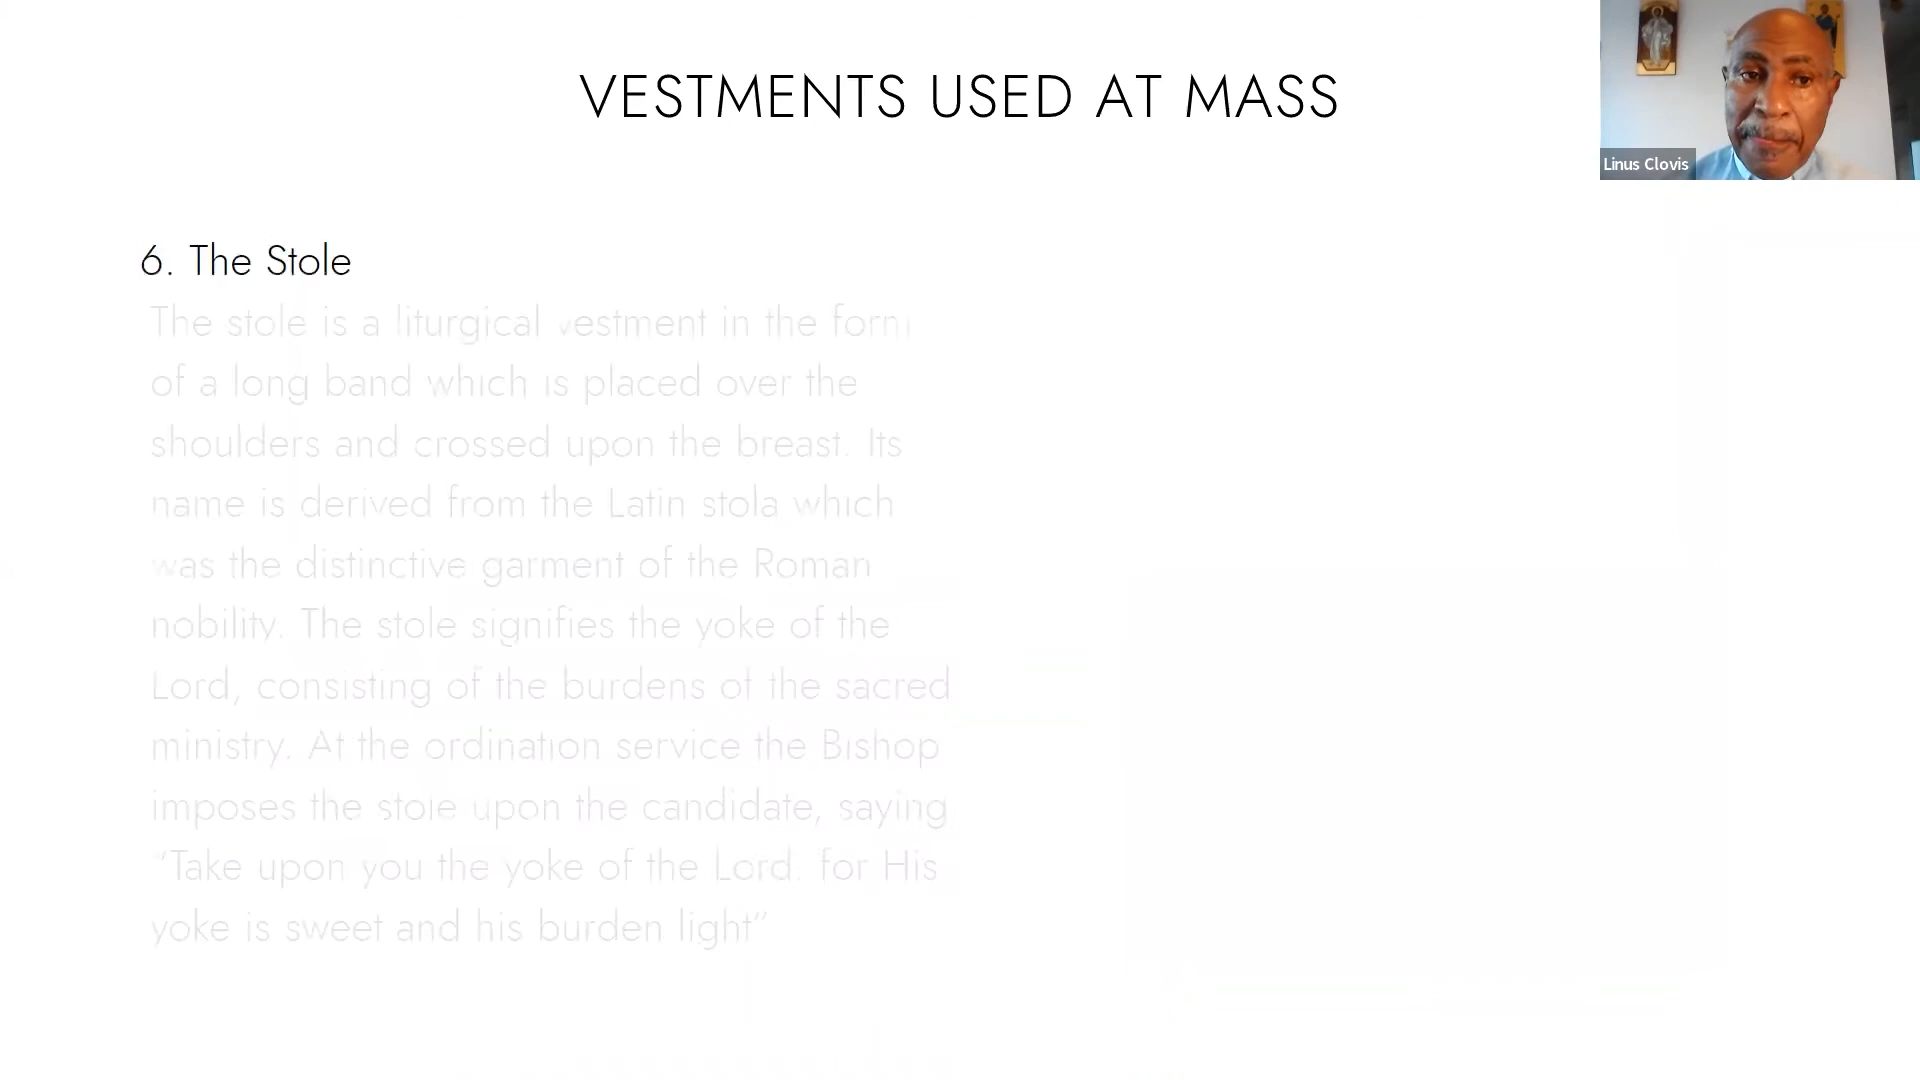 VESTMENTS USED AT MASS
Linus Clovis
6. The Stole
The stole is a liturgical vestment in the form
of a long band which is placed over the
shoulders and crossed upon the breast. Its
name is derived from the Latin stola which
was the distinctive garment of the Roman
nobility. The stole signifies the yoke of the
Lord, consisting of the burdens of the sacred
ministry. At the ordination service the Bishop
imposes the stole upon the candidate, saying
“Take upon you the yoke of the Lord. for His
yoke is sweet and his burden light”